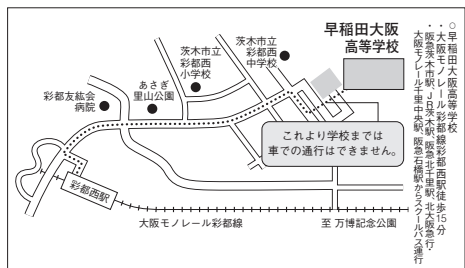 ○早稲田大阪高等学校
・大阪モノレール彩都線彩都西駅徒歩15分
・阪急茨木市駅、JR茨木駅、阪急北千里駅、北大阪急行・
大阪モノレール千里中央駅、阪急石橋駅からスクールバス運行
早稲田大阪
高等学校
茨木市立
彩都西
中学校
茨木市立
彩都西
小学校
あさぎ
里山公園
彩都友紘会
病院
これより学校までは
車での通行はできません。
彩都西駅
大阪モノレール彩都線
至 万博記念公園